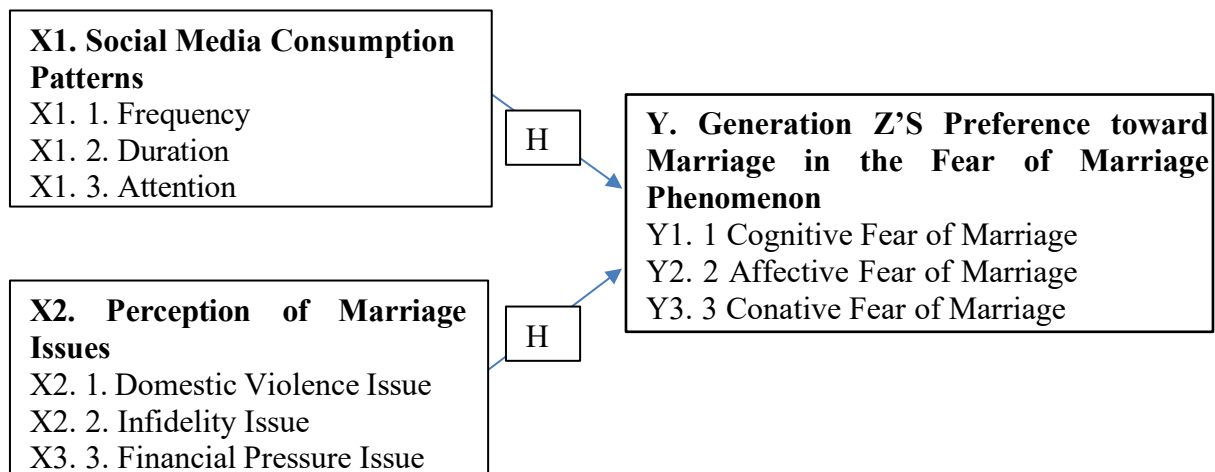 X1. Social Media Consumption
Patterns
X1. 1. Frequency
X1. 2. Duration
X1. 3. Attention
H
Y. Generation Z'S Preference toward
Marriage in the Fear of Marriage
Phenomenon
Y1. 1 Cognitive Fear of Marriage
Y2. 2 Affective Fear of Marriage
Y3. 3 Conative Fear of Marriage
X2. Perception of Marriage
Issues
X2. 1. Domestic Violence Issue
X2. 2. Infidelity Issue
X3. 3. Financial Pressure Issue
H